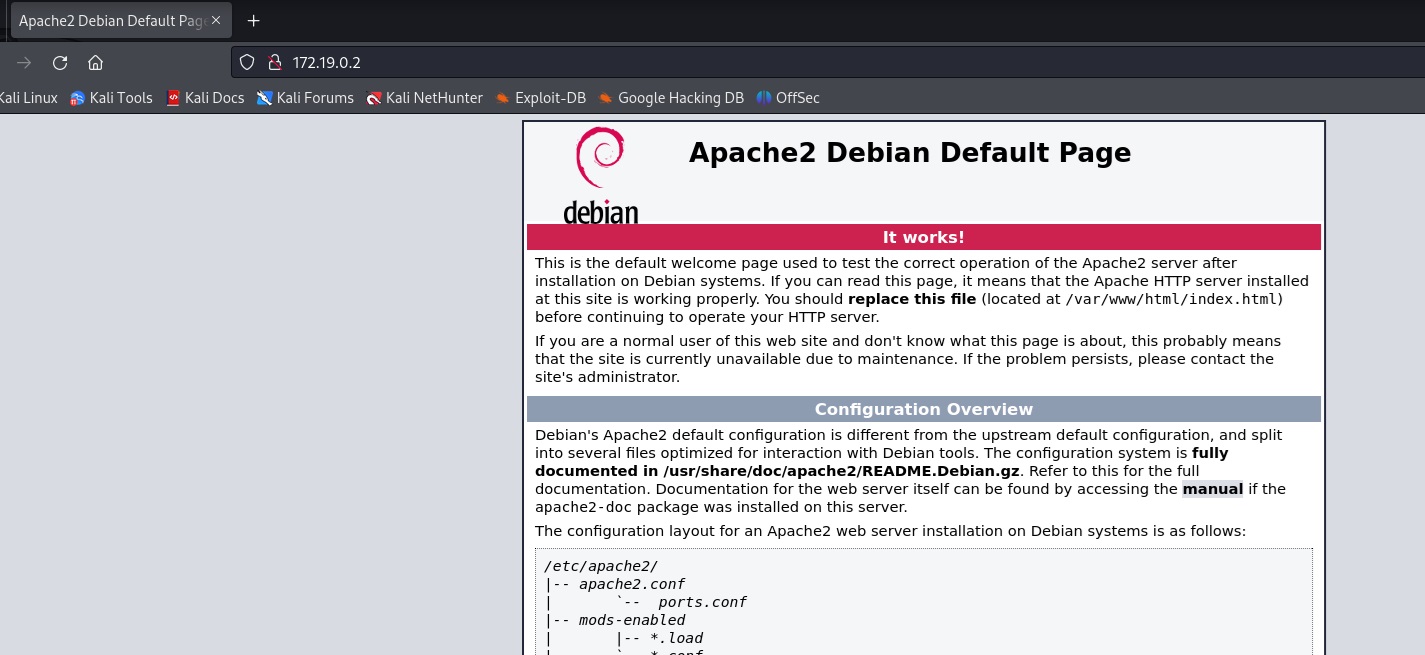 Apache2 Debian Default Page
172.19.0.2
Kali Linux Kali Tools Kali Docs Kali Forums Kali NetHunter Exploit-DB Google Hacking DB OffSec
debian
Apache2 Debian Default Page
It works!
This is the default welcome page used to test the correct operation of the Apache2 server after
installation on Debian systems. If you can read this page, it means that the Apache HTTP server installed
at this site is working properly. You should replace this file (located at /var/www/html/index.html)
before continuing to operate your HTTP server.
If you are a normal user of this web site and don't know what this page is about, this probably means
that the site is currently unavailable due to maintenance. If the problem persists, please contact the
site's administrator.
Configuration Overview
Debian's Apache2 default configuration is different from the upstream default configuration, and split
into several files optimized for interaction with Debian tools. The configuration system is fully
documented in /usr/share/doc/apache2/README.Debian.gz. Refer to this for the full
documentation. Documentation for the web server itself can be found by accessing the manual if the
apache2-doc package was installed on this server.
The configuration layout for an Apache2 web server installation on Debian systems is as follows:
/etc/apache2/
|-- apache2.conf
|       `--  ports.conf
|-- mods-enabled
|       |-- *.load
|       `-- *.conf